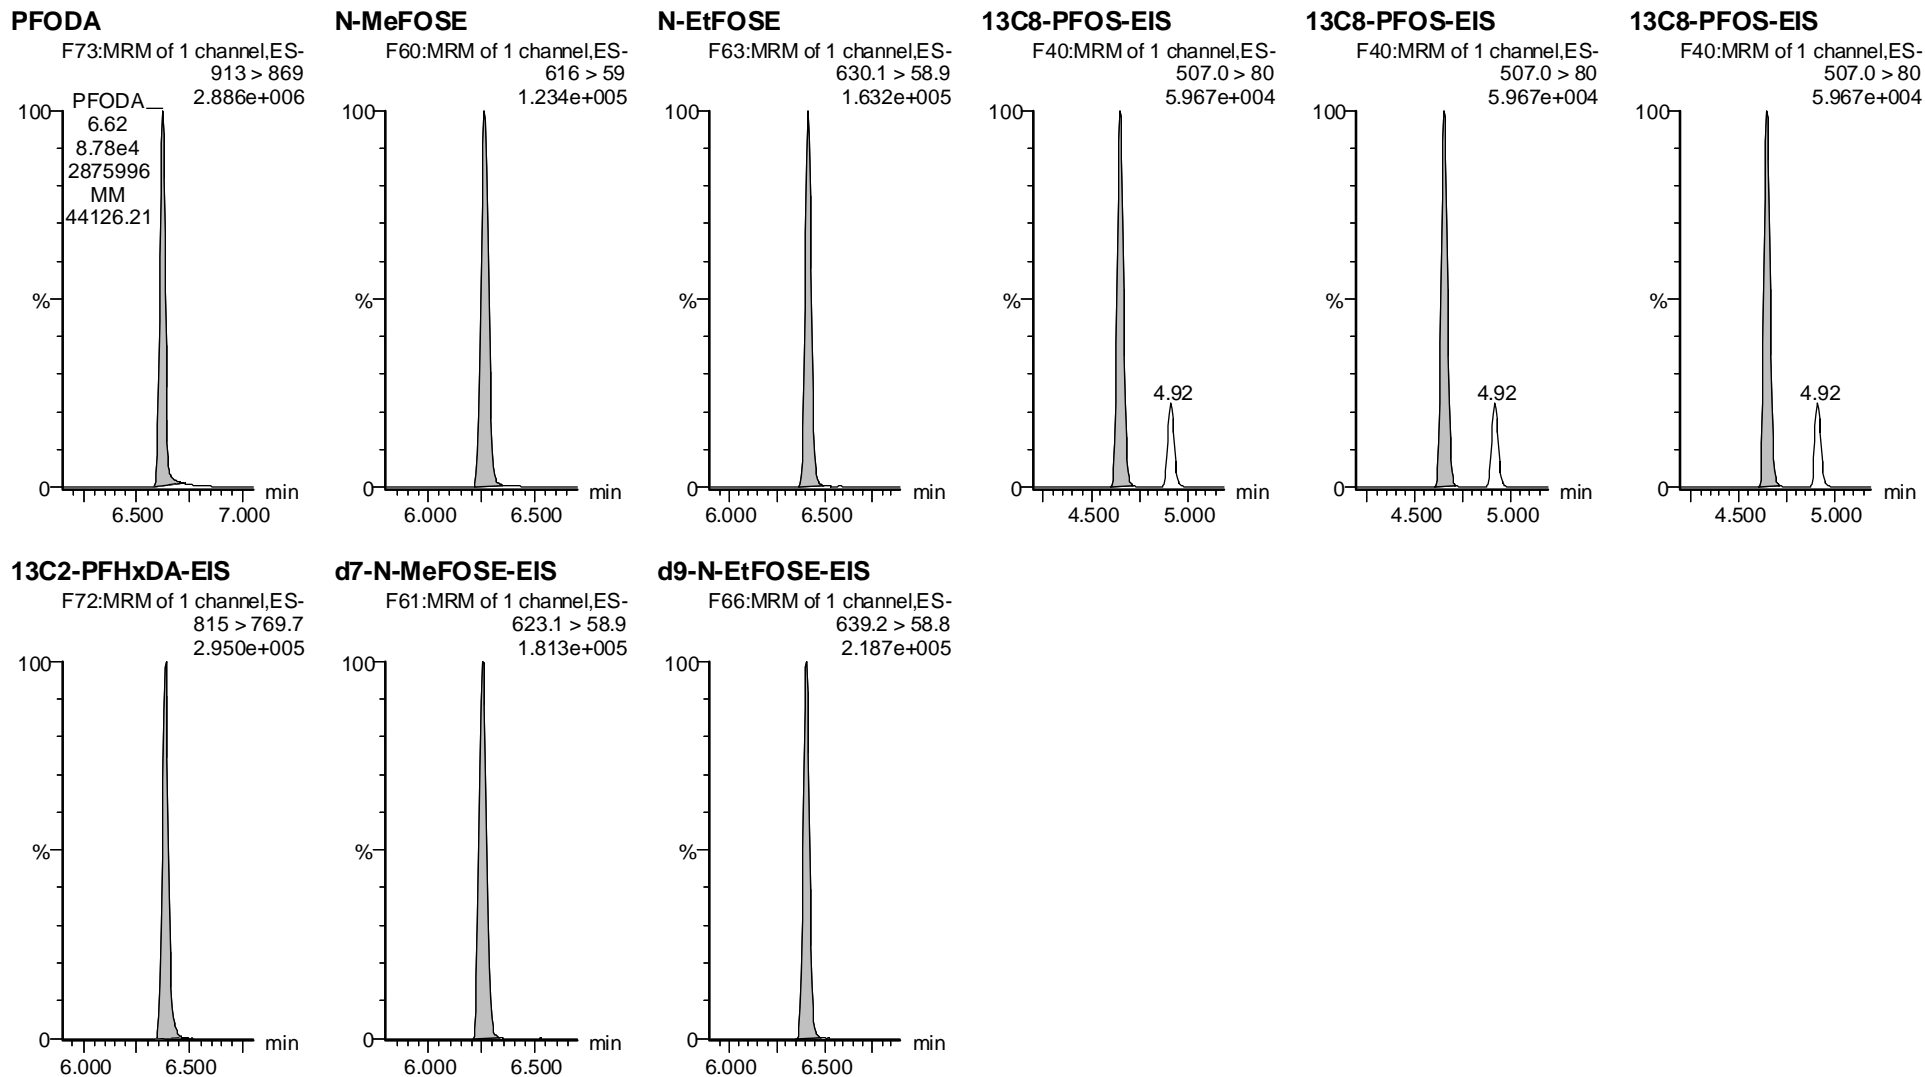 PFODA
F73:MRM of 1 channel,ES-
913 > 869
2.886e+006
100
PFODA
6.62
8.78e4
2875996
MM
44126.21
%
0
min
6.500
7.000
N-MeFOSE
F60:MRM of 1 channel,ES-
616 > 59
1.234e+005
100
%
0
min
6.000
6.500
N-EtFOSE
F63:MRM of 1 channel,ES-
630.1 > 58.9
1.632e+005
100
%
0
min
6.000
6.500
13C8-PFOS-EIS
F40:MRM of 1 channel,ES-
507.0 > 80
5.967e+004
100
%
4.92
0
min
4.500
5.000
13C8-PFOS-EIS
F40:MRM of 1 channel,ES-
507.0 > 80
5.967e+004
100
%
4.92
0
min
4.500
5.000
13C8-PFOS-EIS
F40:MRM of 1 channel,ES-
507.0 > 80
5.967e+004
100
%
4.92
0
min
4.500
5.000
13C2-PFHxDA-EIS
F72:MRM of 1 channel,ES-
815 > 769.7
2.950e+005
100
%
0
min
6.000
6.500
d7-N-MeFOSE-EIS
F61:MRM of 1 channel,ES-
623.1 > 58.9
1.813e+005
100
%
0
min
6.000
6.500
d9-N-EtFOSE-EIS
F66:MRM of 1 channel,ES-
639.2 > 58.8
2.187e+005
100
%
0
min
6.000
6.500